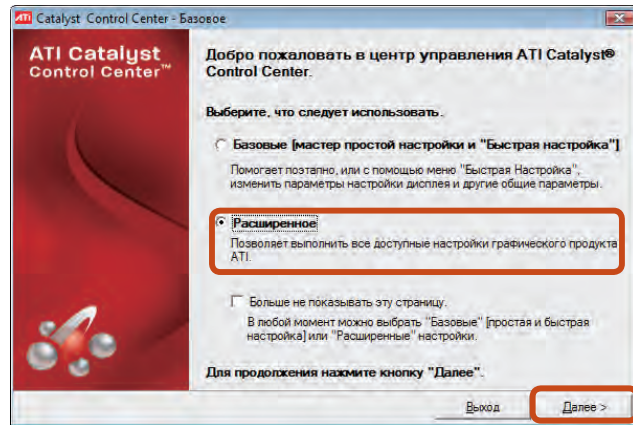 ATI Catalyst Control Center - Базовое
ATI Catalyst
Control Center™
Добро пожаловать в центр управления ATI Catalyst®
Control Center.
Выберите, что следует использовать.
Базовые [мастер простой настройки и "Быстрая настройка"]
Помогает поэтапно, или с помощью меню "Быстрая Настройка",
изменить параметры настройки дисплея и другие общие параметры.
Расширенное
Позволяет выполнить все доступные настройки графического продукта
ATI.
Больше не показывать эту страницу.
В любой момент можно выбрать "Базовые" [простая и быстрая
настройка] или "Расширенные" настройки.
Для продолжения нажмите кнопку "Далее".
Выход
Далее >